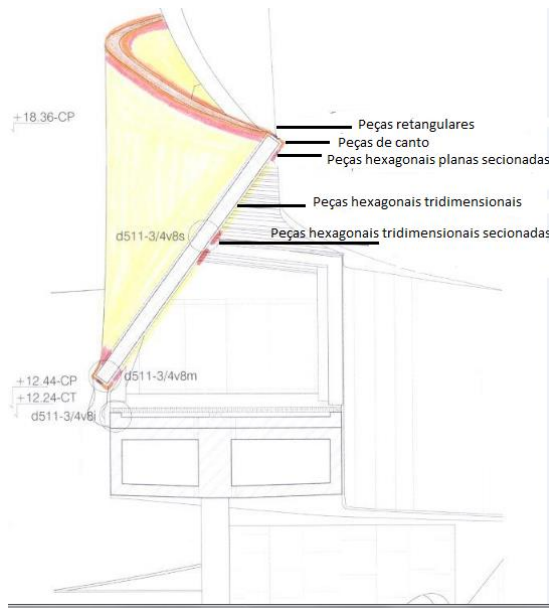 +18.36-CP
Peças retangulares
Peças de canto
Peças hexagonais planas secionadas
Peças hexagonais tridimensionais
d511-3/4v8s
Peças hexagonais tridimensionais secionadas
d511-3/4v8m
+12.44-CP
+12.24-CT
d511-3/4v8i